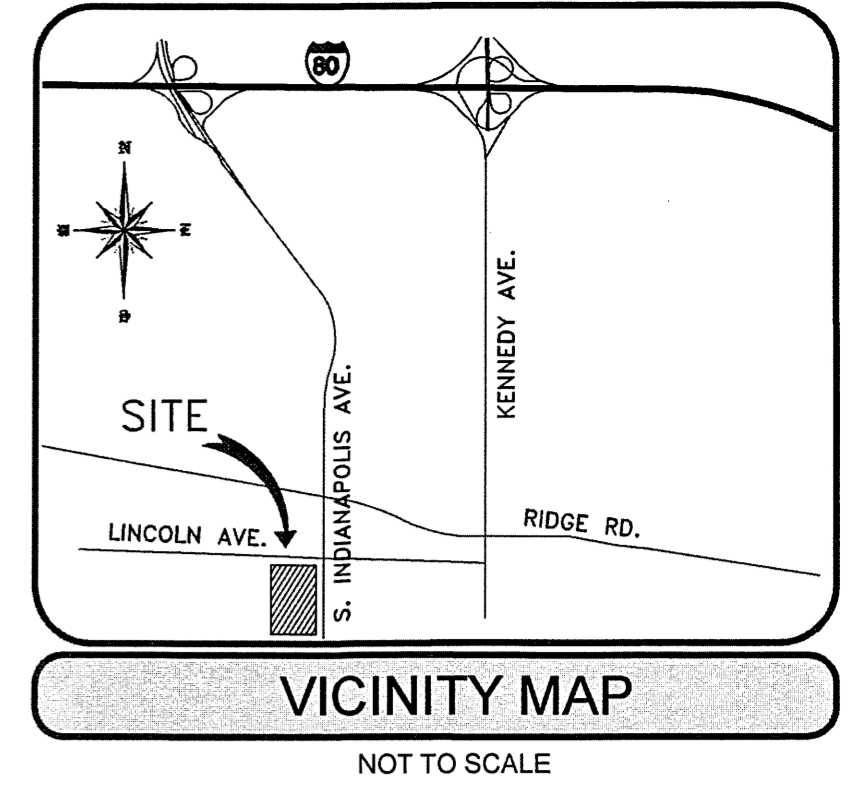 80
N
S
SITE
S. INDIANAPOLIS AVE.
KENNEDY AVE.
LINCOLN AVE.
RIDGE RD.
VICINITY MAP
NOT TO SCALE